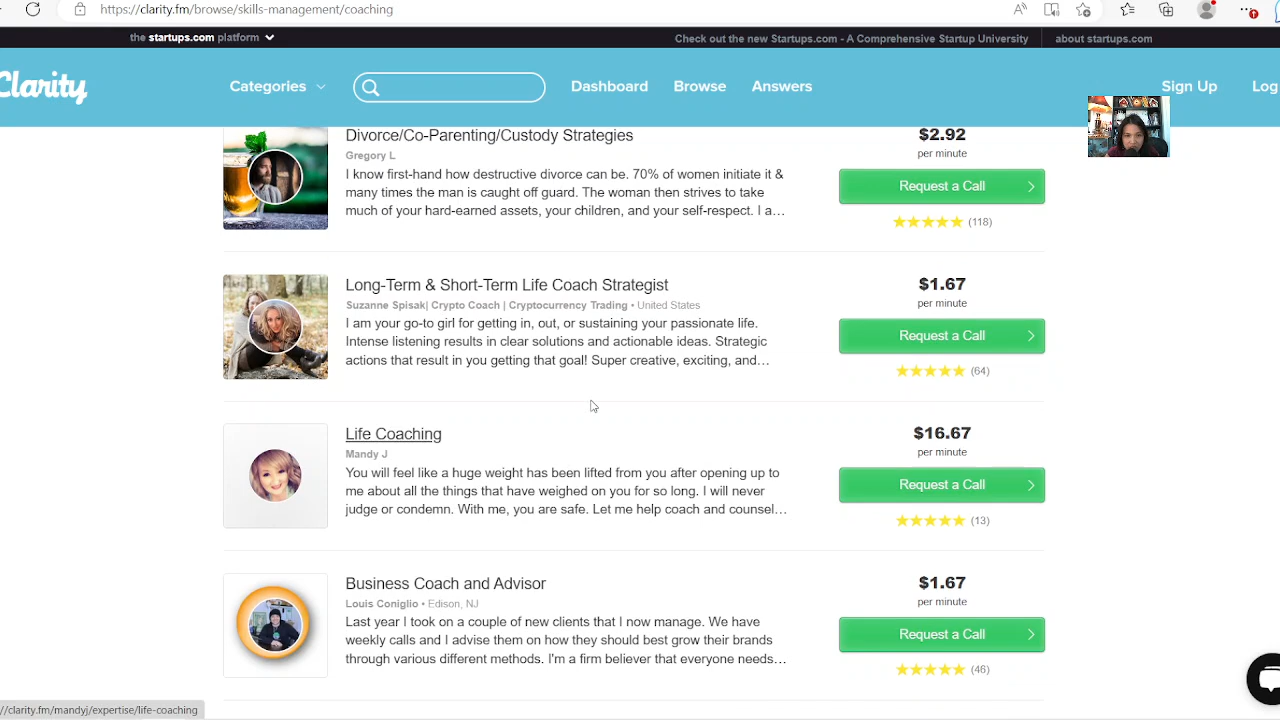 https://clarity.fm/browse/skills-management/coaching
the startups.com platform
Check out the new Startups.com - A Comprehensive Startup University
about startups.com
Clarity
Categories
Dashboard
Browse
Answers
Sign Up
Log
Divorce/Co-Parenting/Custody Strategies
Gregory L
I know first-hand how destructive divorce can be. 70% of women initiate it &
many times the man is caught off guard. The woman then strives to take
much of your hard-earned assets, your children, and your self-respect. I a…
$2.92
per minute
Request a Call
(118)
Long-Term & Short-Term Life Coach Strategist
Suzanne Spisak| Crypto Coach | Cryptocurrency Trading • United States
I am your go-to girl for getting in, out, or sustaining your passionate life.
Intense listening results in clear solutions and actionable ideas. Strategic
actions that result in you getting that goal! Super creative, exciting, and…
$1.67
per minute
Request a Call
(64)
Life Coaching
Mandy J
You will feel like a huge weight has been lifted from you after opening up to
me about all the things that have weighed on you for so long. I will never
judge or condemn. With me, you are safe. Let me help coach and counsel…
$16.67
per minute
Request a Call
(13)
Business Coach and Advisor
Louis Coniglio • Edison, NJ
Last year I took on a couple of new clients that I now manage. We have
weekly calls and I advise them on how they should best grow their brands
through various different methods. I'm a firm believer that everyone needs…
$1.67
per minute
Request a Call
(46)
//clarity.fm/mandyj/expertise/life-coaching